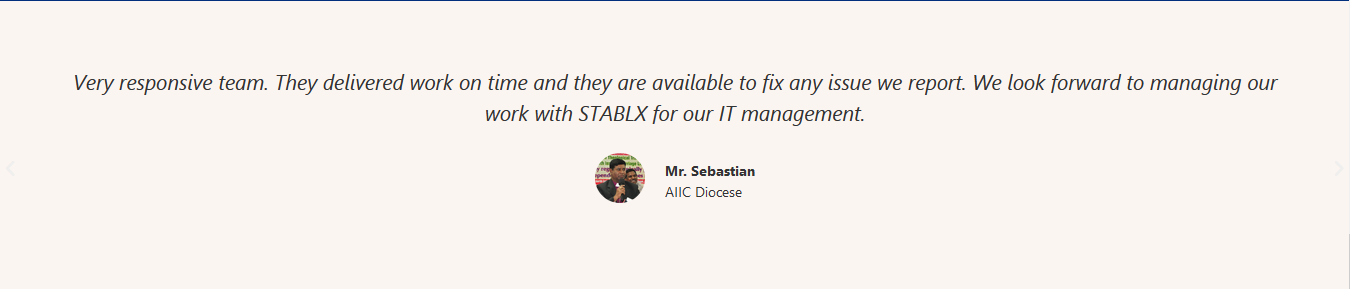 Very responsive team. They delivered work on time and they are available to fix any issue we report. We look forward to managing our
work with STABLX for our IT management.
Mr. Sebastian
AIIC Diocese